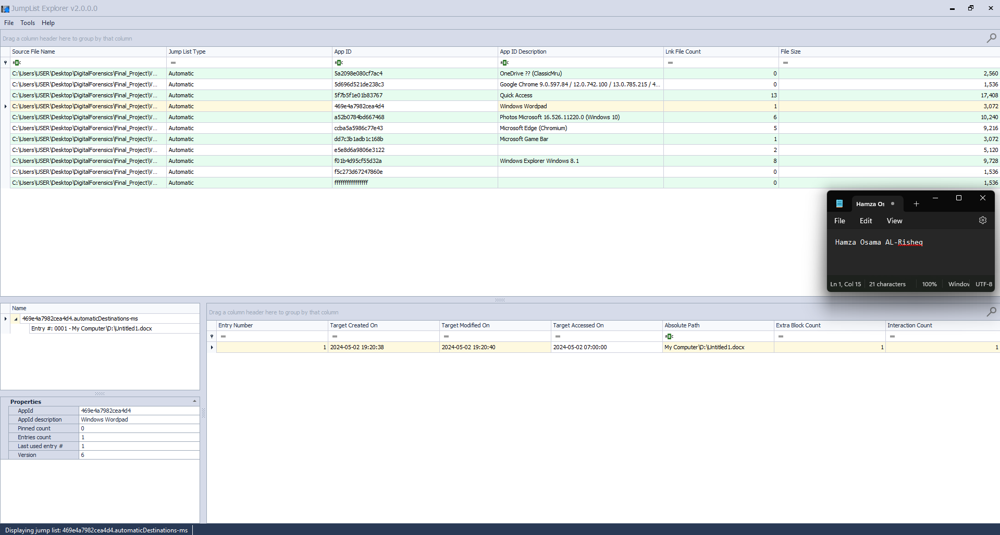 JumpList Explorer v2.0.0.0
File Tools Help
Drag a column header here to group by that column
Source File Name Jump List Type App ID App ID Description Lnk File Count File Size
= = =
C:\Users\USER\Desktop\DigitalForensics\Final_Project\V... Automatic 5a2098e080cf7ac4 OneDrive ?? (ClassicMru) 0 2,560
C:\Users\USER\Desktop\DigitalForensics\Final_Project\V... Automatic 5d696d521de238c3 Google Chrome 9.0.597.84 / 12.0.742.100 / 13.0.785.215 / 4... 0 1,536
C:\Users\USER\Desktop\DigitalForensics\Final_Project\V... Automatic 5f7b5f1e01b83767 Quick Access 13 17,408
C:\Users\USER\Desktop\DigitalForensics\Final_Project\V... Automatic 469e4a7982cea4d4 Windows Wordpad 1 3,072
C:\Users\USER\Desktop\DigitalForensics\Final_Project\V... Automatic a52b0784bd667468 Photos Microsoft 16.526.11220.0 (Windows 10) 6 10,240
C:\Users\USER\Desktop\DigitalForensics\Final_Project\V... Automatic ccba5a5986c77e43 Microsoft Edge (Chromium) 5 9,216
C:\Users\USER\Desktop\DigitalForensics\Final_Project\V... Automatic dd7c3b1adb1c168b Microsoft Game Bar 1 3,072
C:\Users\USER\Desktop\DigitalForensics\Final_Project\V... Automatic e5e8d6a9806e3122 2 5,120
C:\Users\USER\Desktop\DigitalForensics\Final_Project\V... Automatic f01b4d95cf55d32a Windows Explorer Windows 8.1 8 9,728
C:\Users\USER\Desktop\DigitalForensics\Final_Project\V... Automatic f5c273d67247860e 0 1,536
C:\Users\USER\Desktop\DigitalForensics\Final_Project\V... Automatic ffffffffffffffff 0 1,536
Hamza Os
File Edit View
Hamza Osama AL-Risheq
Ln 1, Col 15 21 characters 100% Window UTF-8
Name
469e4a7982cea4d4.automaticDestinations-ms
Entry #: 0001 - My Computer\D:\Untitled1.docx
Properties
AppId 469e4a7982cea4d4
AppId description Windows Wordpad
Pinned count 0
Entries count 1
Last used entry # 1
Version 6
Drag a column header here to group by that column
Entry Number Target Created On Target Modified On Target Accessed On Absolute Path Extra Block Count Interaction Count
= = = = = =
1 2024-05-02 19:20:38 2024-05-02 19:20:40 2024-05-02 07:00:00 My Computer\D:\Untitled1.docx 1 1
Displaying jump list: 469e4a7982cea4d4.automaticDestinations-ms